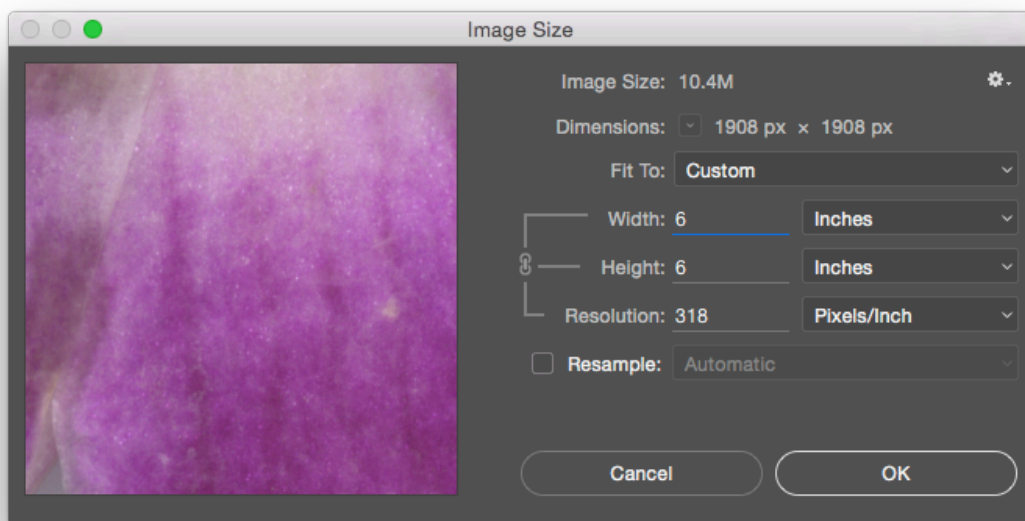 Image Size
Image Size: 10.4M
Dimensions: 1908 px × 1908 px
Fit To: Custom
Width: 6 Inches
Height: 6 Inches
Resolution: 318 Pixels/Inch
Resample: Automatic
Cancel OK